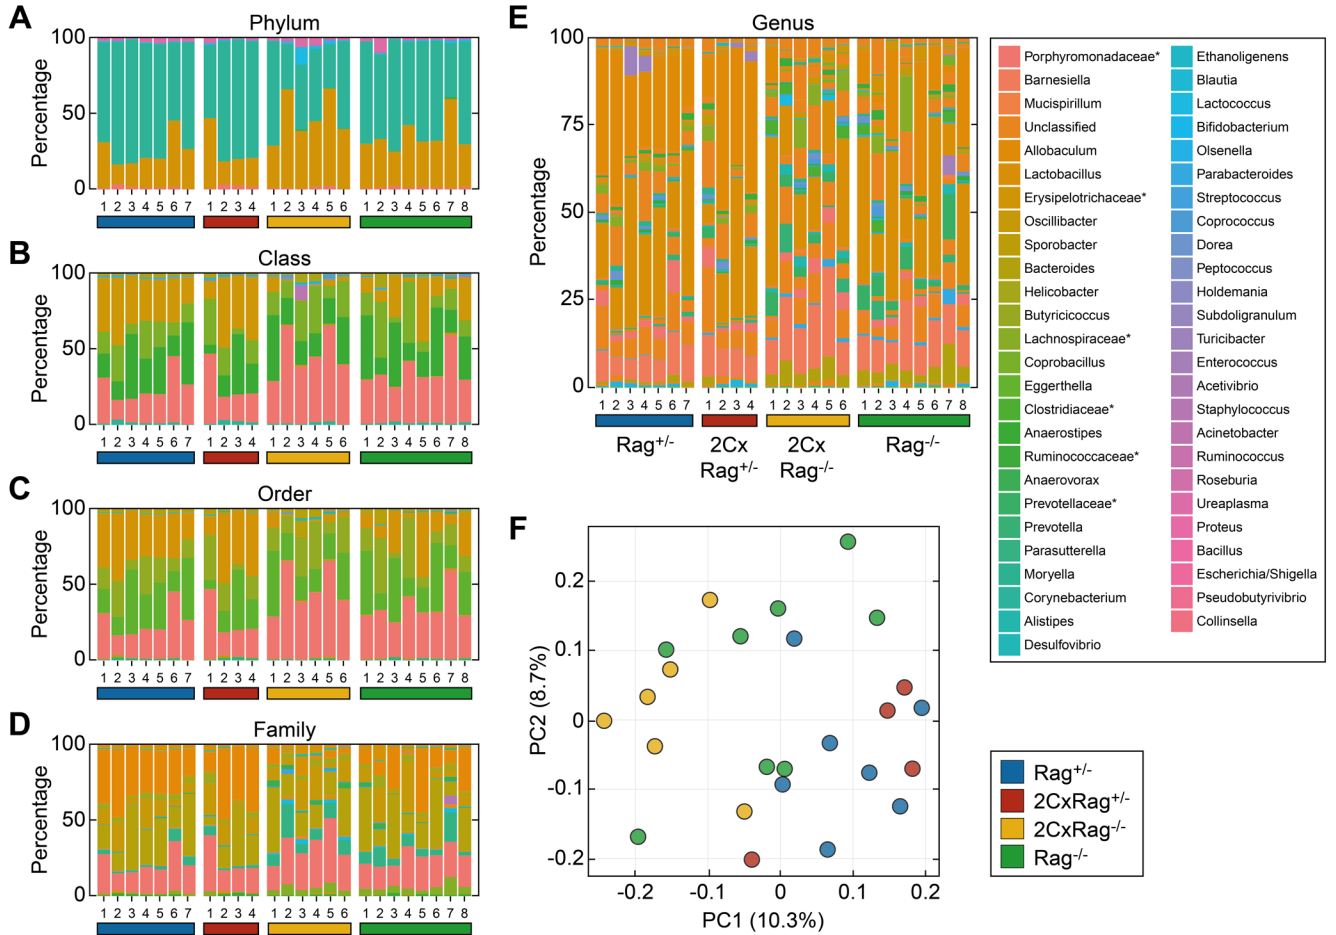 A
Phylum
100
50
0
Percentage
1 2 3 4 5 6 7 1 2 3 4 1 2 3 4 5 6 1 2 3 4 5 6 7 8
B
Class
100
50
0
Percentage
1 2 3 4 5 6 7 1 2 3 4 1 2 3 4 5 6 1 2 3 4 5 6 7 8
C
Order
100
50
0
Percentage
1 2 3 4 5 6 7 1 2 3 4 1 2 3 4 5 6 1 2 3 4 5 6 7 8
D
Family
100
50
0
Percentage
1 2 3 4 5 6 7 1 2 3 4 1 2 3 4 5 6 1 2 3 4 5 6 7 8
E
Genus
100
75
50
25
0
Percentage
1 2 3 4 5 6 7 1 2 3 4 1 2 3 4 5 6 1 2 3 4 5 6 7 8
Rag+/-
2Cx
Rag+/-
2Cx
Rag-/-
Rag-/-
Porphyromonadaceae*
Barnesiella
Mucispirillum
Unclassified
Allobaculum
Lactobacillus
Erysipelotrichaceae*
Oscillibacter
Sporobacter
Bacteroides
Helicobacter
Butyricicoccus
Lachnospiraceae*
Coprobacillus
Eggerthella
Clostridiaceae*
Anaerostipes
Ruminococcaceae*
Anaerovorax
Prevotellaceae*
Prevotella
Parasutterella
Moryella
Corynebacterium
Alistipes
Desulfovibrio
Ethanoligenens
Blautia
Lactococcus
Bifidobacterium
Olsenella
Parabacteroides
Streptococcus
Coprococcus
Dorea
Peptococcus
Holdemania
Subdoligranulum
Turicibacter
Enterococcus
Acetivibrio
Staphylococcus
Acinetobacter
Ruminococcus
Roseburia
Ureaplasma
Proteus
Bacillus
Escherichia/Shigella
Pseudobutyrivibrio
Collinsella
F
0.2
0.1
0
-0.1
-0.2
PC2 (8.7%)
-0.2 -0.1 0 0.1 0.2
PC1 (10.3%)
Rag+/-
2CxRag+/-
2CxRag-/-
Rag-/-